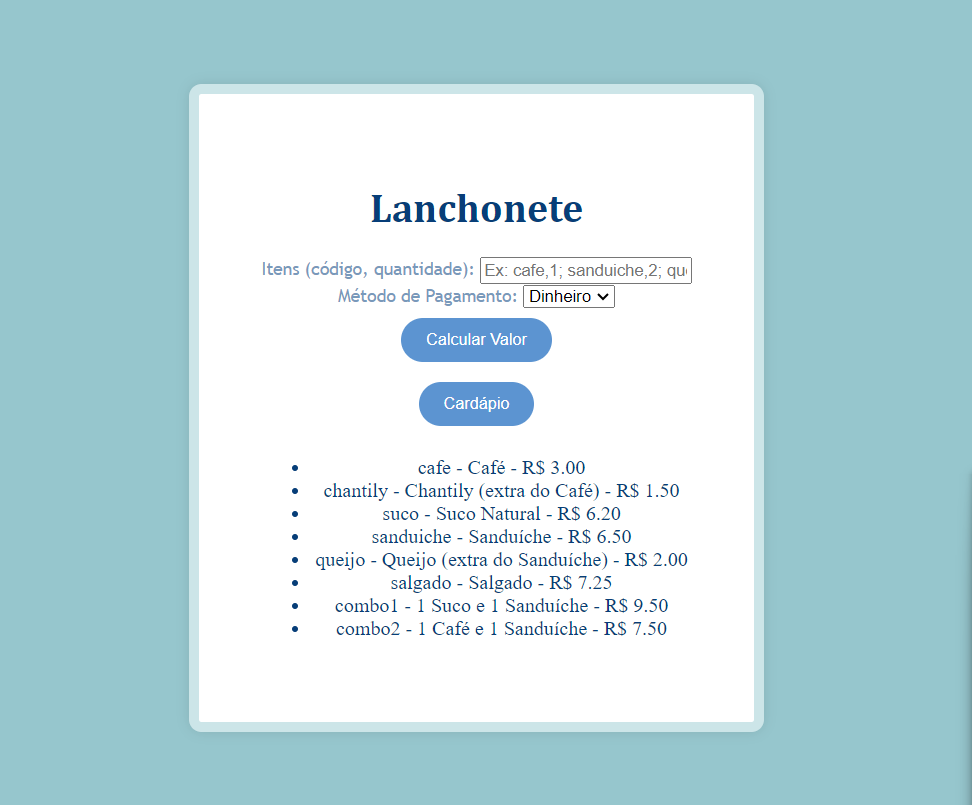 Lanchonete
Itens (código, quantidade): Ex: cafe,1; sanduiche,2; qu
Método de Pagamento: Dinheiro
Calcular Valor
Cardápio
cafe - Café - R$ 3.00
chantily - Chantily (extra do Café) - R$ 1.50
suco - Suco Natural - R$ 6.20
sanduiche - Sanduíche - R$ 6.50
queijo - Queijo (extra do Sanduíche) - R$ 2.00
salgado - Salgado - R$ 7.25
combo1 - 1 Suco e 1 Sanduíche - R$ 9.50
combo2 - 1 Café e 1 Sanduíche - R$ 7.50